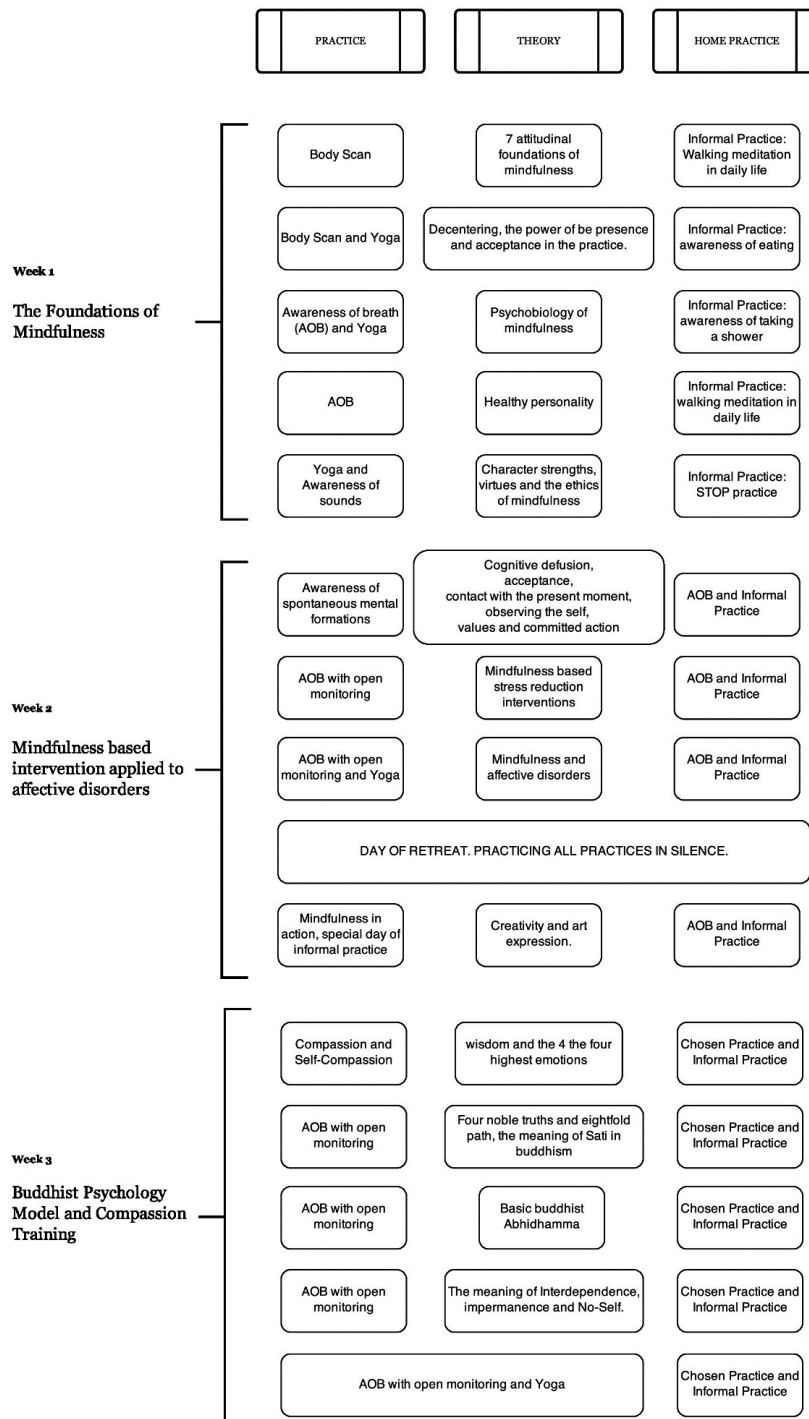 PRACTICE
THEORY
HOME PRACTICE
Week 1
The Foundations of
Mindfulness
Body Scan
7 attitudinal
foundations of
mindfulness
Informal Practice:
Walking meditation
in daily life
Body Scan and Yoga
Decentering, the power of be presence
and acceptance in the practice.
Informal Practice:
awareness of eating
Awareness of breath
(AOB) and Yoga
Psychobiology of
mindfulness
Informal Practice:
awareness of taking
a shower
AOB
Healthy personality
Informal Practice:
walking meditation in
daily life
Yoga and
Awareness of
sounds
Character strengths,
virtues and the ethics
of mindfulness
Informal Practice:
STOP practice
Week 2
Mindfulness based
intervention applied to
affective disorders
Awareness of
spontaneous mental
formations
Cognitive defusion,
acceptance,
contact with the present moment,
observing the self,
values and committed action
AOB and Informal
Practice
AOB with open
monitoring
Mindfulness based
stress reduction
interventions
AOB and Informal
Practice
AOB with open
monitoring and Yoga
Mindfulness and
affective disorders
AOB and Informal
Practice
DAY OF RETREAT. PRACTICING ALL PRACTICES IN SILENCE.
Mindfulness in
action, special day of
informal practice
Creativity and art
expression.
AOB and Informal
Practice
Week 3
Buddhist Psychology
Model and Compassion
Training
Compassion and
Self-Compassion
wisdom and the 4 the four
highest emotions
Chosen Practice and
Informal Practice
AOB with open
monitoring
Four noble truths and eightfold
path, the meaning of Sati in
buddhism
Chosen Practice and
Informal Practice
AOB with open
monitoring
Basic buddhist
Abhidhamma
Chosen Practice and
Informal Practice
AOB with open
monitoring
The meaning of Interdependence,
impermanence and No-Self.
Chosen Practice and
Informal Practice
AOB with open monitoring and Yoga
Chosen Practice and
Informal Practice